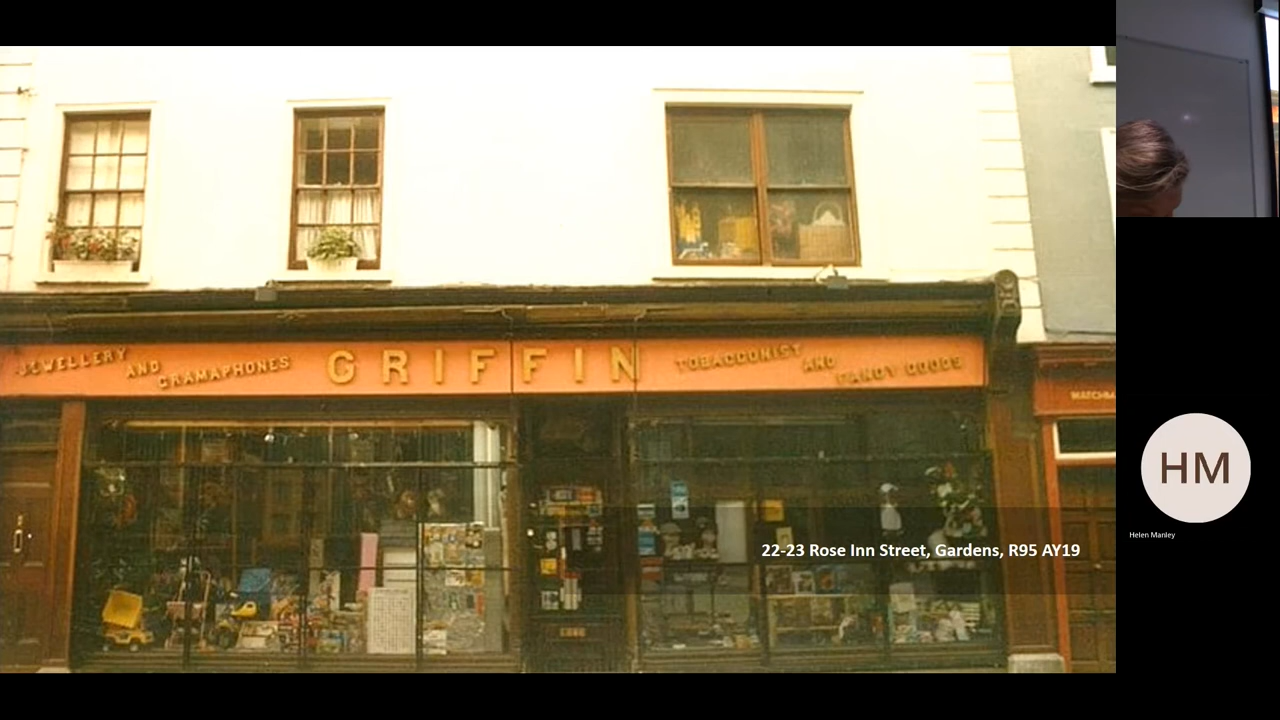 JEWELLERY AND GRAMAPHONES
GRIFFIN
TOBACCONIST AND FANCY GOODS
22-23 Rose Inn Street, Gardens, R95 AY19
HM
Helen Manley